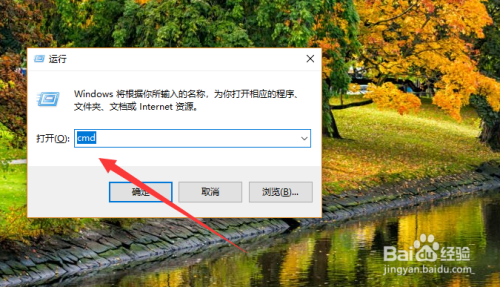 运行
Windows 将根据你所输入的名称，为你打开相应的程序、
文件夹、文档或 Internet 资源。
打开(O): cmd
确定 取消 浏览(B)...
Baidu 经验
jingyan.baidu.com